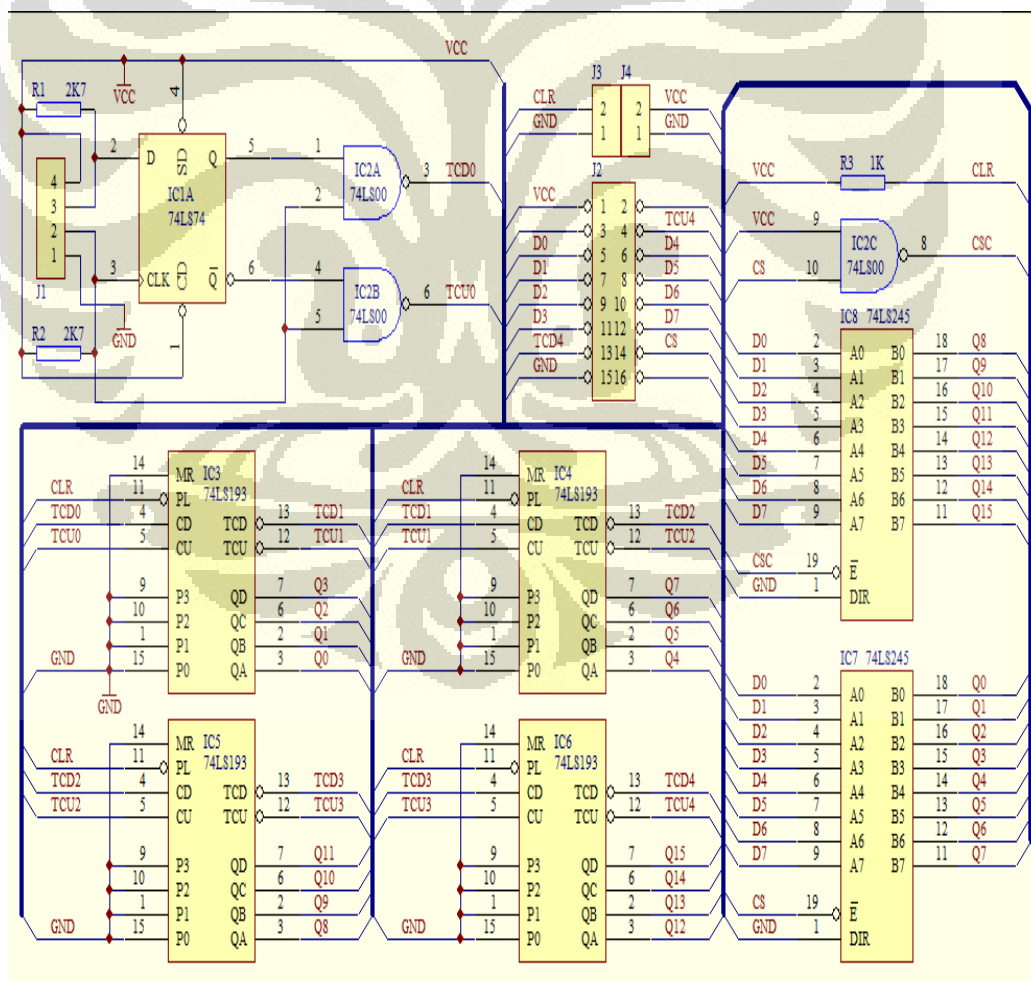 VCC
R1 2K7
VCC
4
2 D SD Q 5
IC1A
74LS74
3 CLK CD Q 6
1
4
3
2
1
J1
GND
R2 2K7
1
2
IC2A
74LS00
3 TCD0
4
5
IC2B
74LS00
6 TCU0
J3 J4
CLR 2 2 VCC
GND 1 1 GND
J2
VCC 1 2
3 4 TCU4
D0 5 6 D4
D1 7 8 D5
D2 9 10 D6
D3 11 12 D7
TCD4 13 14 CS
GND 15 16
VCC R3 1K CLR
VCC 9
IC2C
74LS00
8 CSC
CS 10
IC8 74LS245
D0 2 A0 B0 18 Q8
D1 3 A1 B1 17 Q9
D2 4 A2 B2 16 Q10
D3 5 A3 B3 15 Q11
D4 6 A4 B4 14 Q12
D5 7 A5 B5 13 Q13
D6 8 A6 B6 12 Q14
D7 9 A7 B7 11 Q15
CSC 19 E
GND 1 DIR
14 MR IC3
74LS193
CLR 11 PL
TCD0 4 CD TCD 13 TCD1
TCU0 5 CU TCU 12 TCU1
9 P3 QD 7 Q3
10 P2 QC 6 Q2
1 P1 QB 2 Q1
GND 15 P0 QA 3 Q0
GND
14 MR IC4
74LS193
CLR 11 PL
TCD1 4 CD TCD 13 TCD2
TCU1 5 CU TCU 12 TCU2
9 P3 QD 7 Q7
10 P2 QC 6 Q6
1 P1 QB 2 Q5
GND 15 P0 QA 3 Q4
IC7 74LS245
D0 2 A0 B0 18 Q0
D1 3 A1 B1 17 Q1
D2 4 A2 B2 16 Q2
D3 5 A3 B3 15 Q3
D4 6 A4 B4 14 Q4
D5 7 A5 B5 13 Q5
D6 8 A6 B6 12 Q6
D7 9 A7 B7 11 Q7
CS 19 E
GND 1 DIR
14 MR IC5
74LS193
CLR 11 PL
TCD2 4 CD TCD 13 TCD3
TCU2 5 CU TCU 12 TCU3
9 P3 QD 7 Q11
10 P2 QC 6 Q10
1 P1 QB 2 Q9
GND 15 P0 QA 3 Q8
14 MR IC6
74LS193
CLR 11 PL
TCD3 4 CD TCD 13 TCD4
TCU3 5 CU TCU 12 TCU4
9 P3 QD 7 Q15
10 P2 QC 6 Q14
1 P1 QB 2 Q13
GND 15 P0 QA 3 Q12